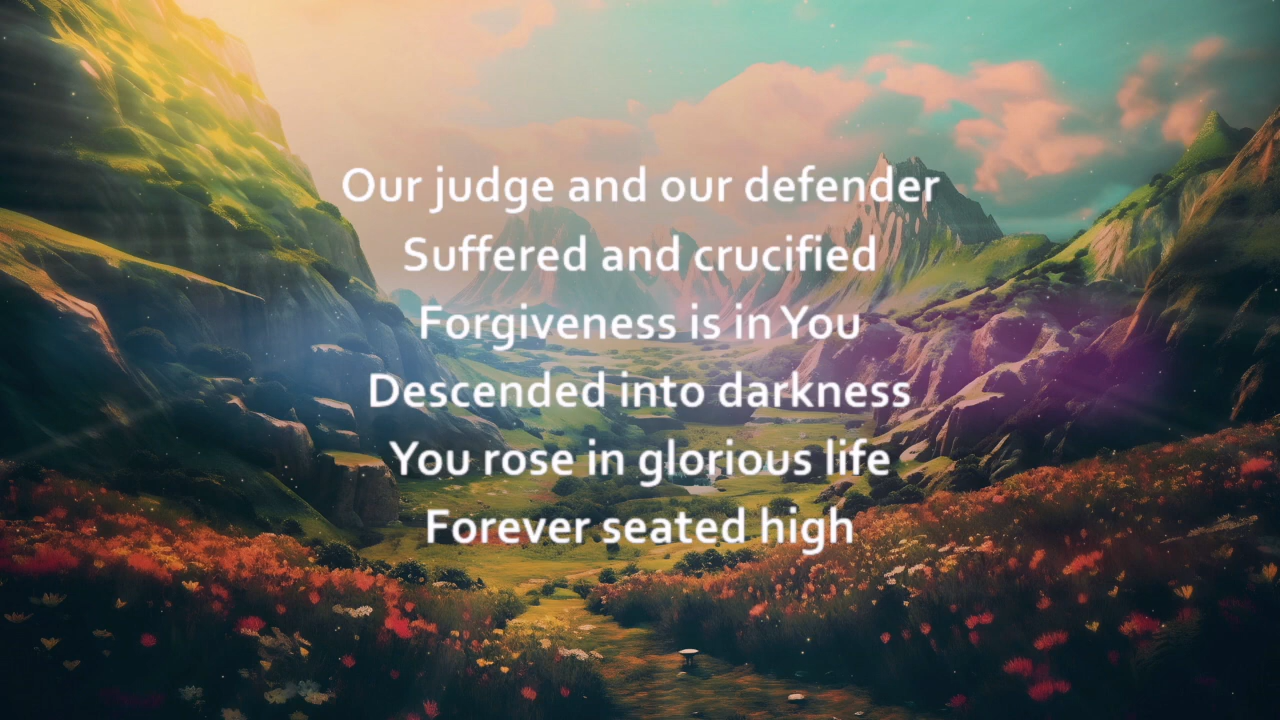 Our judge and our defender
Suffered and crucified
Forgiveness is in You
Descended into darkness
You rose in glorious life
Forever seated high